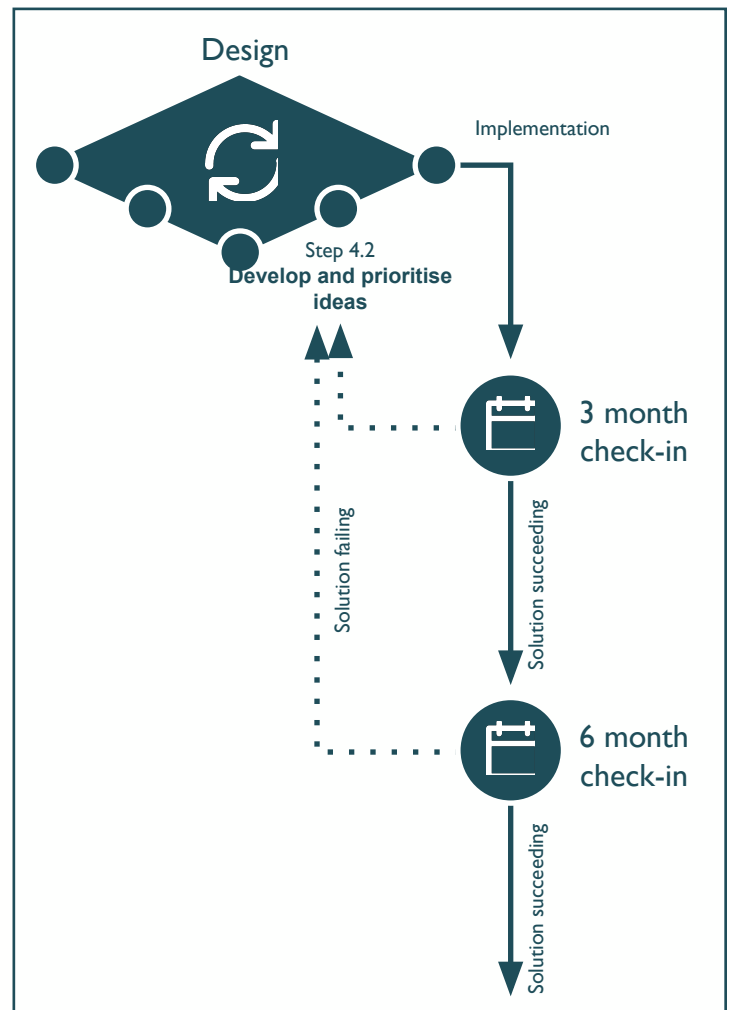 Design
Implementation
Step 4.2
Develop and prioritise
ideas
3 month
check-in
Solution failing
Solution succeeding
6 month
check-in
Solution succeeding